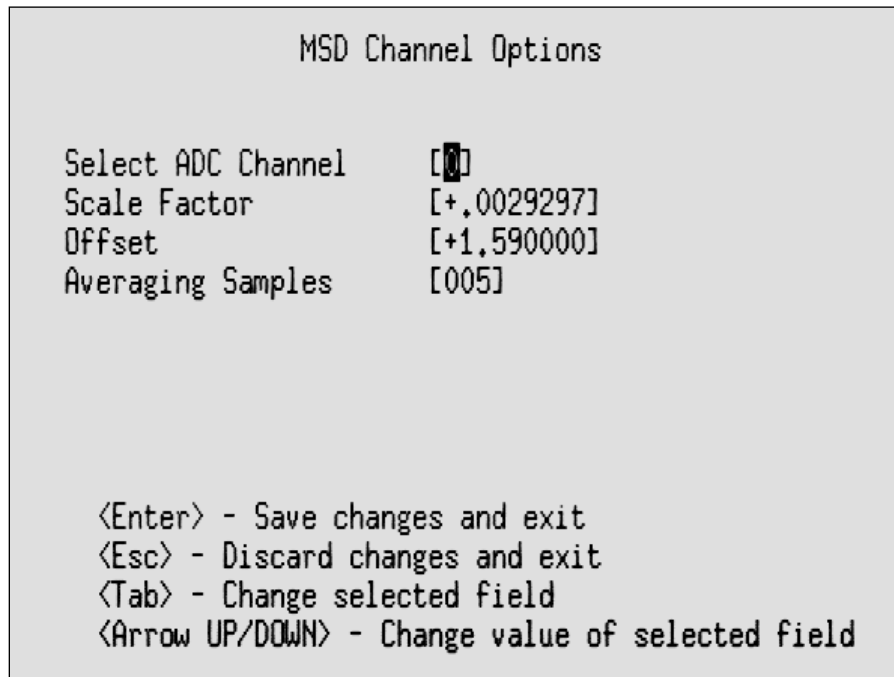 MSD Channel Options
Select ADC Channel [0]
Scale Factor [+.0029297]
Offset [+1.590000]
Averaging Samples [005]
<Enter> - Save changes and exit
<Esc> - Discard changes and exit
<Tab> - Change selected field
<Arrow UP/DOWN> - Change value of selected field